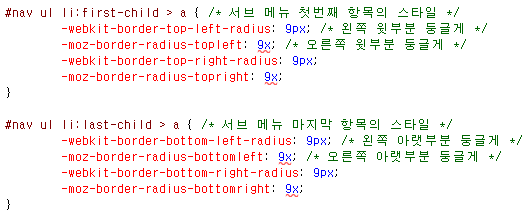 #nav ul li:first-child > a { /* 서브 메뉴 첫번째 항목의 스타일 */
-webkit-border-top-left-radius: 9px; /* 왼쪽 윗부분 둥글게 */
-moz-border-radius-topleft: 9x; /* 오른쪽 윗부분 둥글게 */
-webkit-border-top-right-radius: 9px;
-moz-border-radius-topright: 9x;
}
#nav ul li:last-child > a { /* 서브 메뉴 마지막 항목의 스타일 */
-webkit-border-bottom-left-radius: 9px; /* 왼쪽 아랫부분 둥글게 */
-moz-border-radius-bottomleft: 9x; /* 오른쪽 아랫부분 둥글게 */
-webkit-border-bottom-right-radius: 9px;
-moz-border-radius-bottomright: 9x;
}